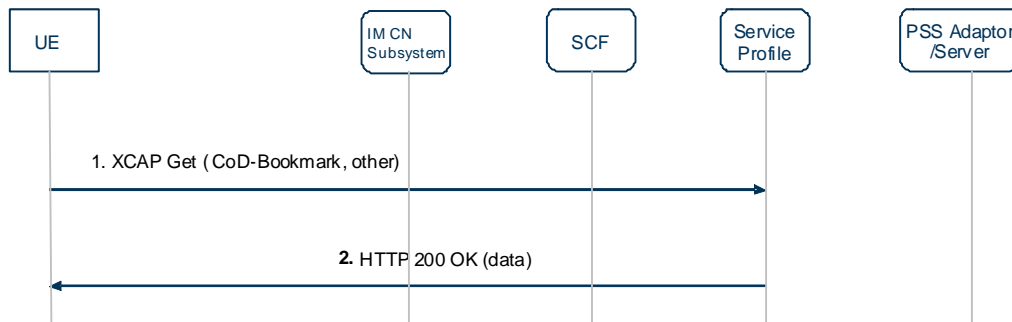 UE
IM CN
Subsystem
SCF
Service
Profile
PSS Adaptor
/Server
1. XCAP Get (CoD-Bookmark, other)
2. HTTP 200 OK (data)